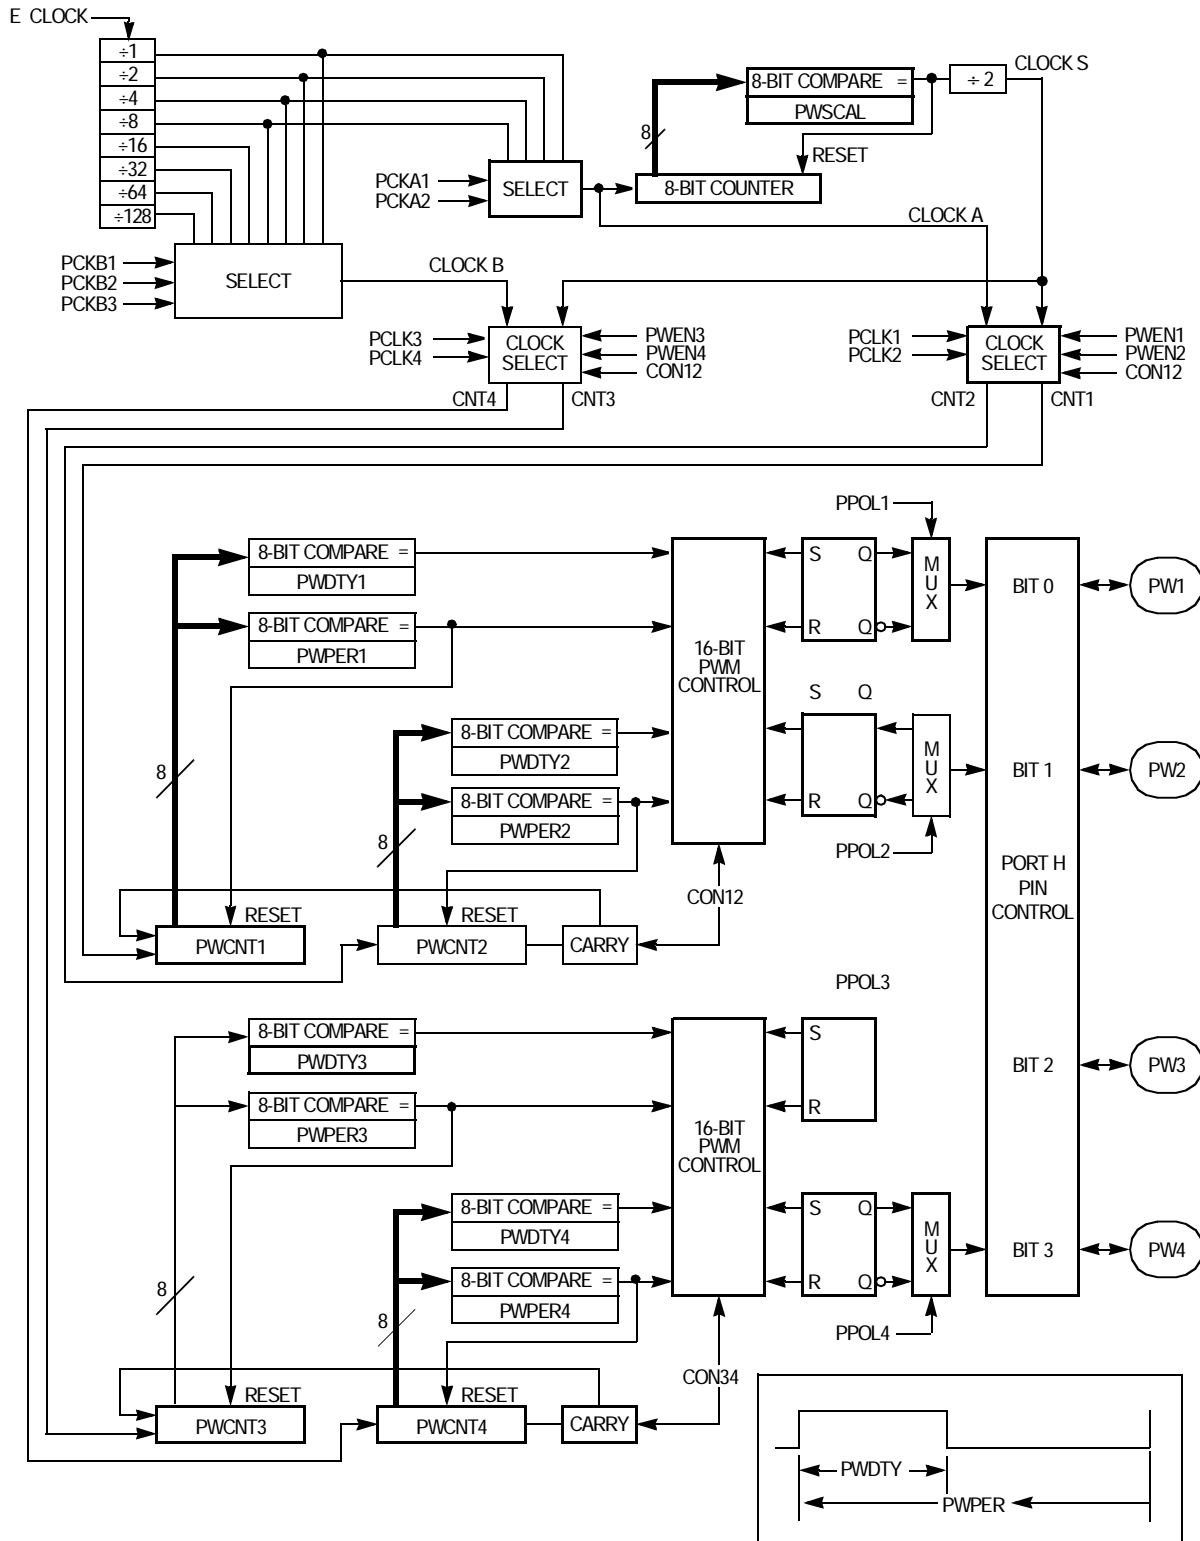 E CLOCK
÷1
÷2
÷4
÷8
÷16
÷32
÷64
÷128
PCKB1
PCKB2
PCKB3
SELECT
PCKA1
PCKA2
SELECT
8-BIT COMPARE =
PWSCAL
8
RESET
8-BIT COUNTER
÷ 2
CLOCK S
CLOCK A
CLOCK B
PCLK3
PCLK4
CLOCK
SELECT
PWEN3
PWEN4
CON12
CNT4
CNT3
PCLK1
PCLK2
CLOCK
SELECT
PWEN1
PWEN2
CON12
CNT2
CNT1
PPOL1
8-BIT COMPARE =
PWDTY1
8-BIT COMPARE =
PWPER1
8
8-BIT COMPARE =
PWDTY2
8-BIT COMPARE =
PWPER2
8
16-BIT
PWM
CONTROL
S Q
R Q
MUX
S Q
R Q
MUX
PPOL2
CON12
RESET
PWCNT1
RESET
PWCNT2
CARRY
BIT 0
BIT 1
PORT H
PIN
CONTROL
BIT 2
BIT 3
PW1
PW2
PW3
PW4
PPOL3
8-BIT COMPARE =
PWDTY3
8-BIT COMPARE =
PWPER3
8
8-BIT COMPARE =
PWDTY4
8-BIT COMPARE =
PWPER4
8
16-BIT
PWM
CONTROL
S
R
S Q
R Q
MUX
PPOL4
CON34
RESET
PWCNT3
RESET
PWCNT4
CARRY
PWDTY
PWPER